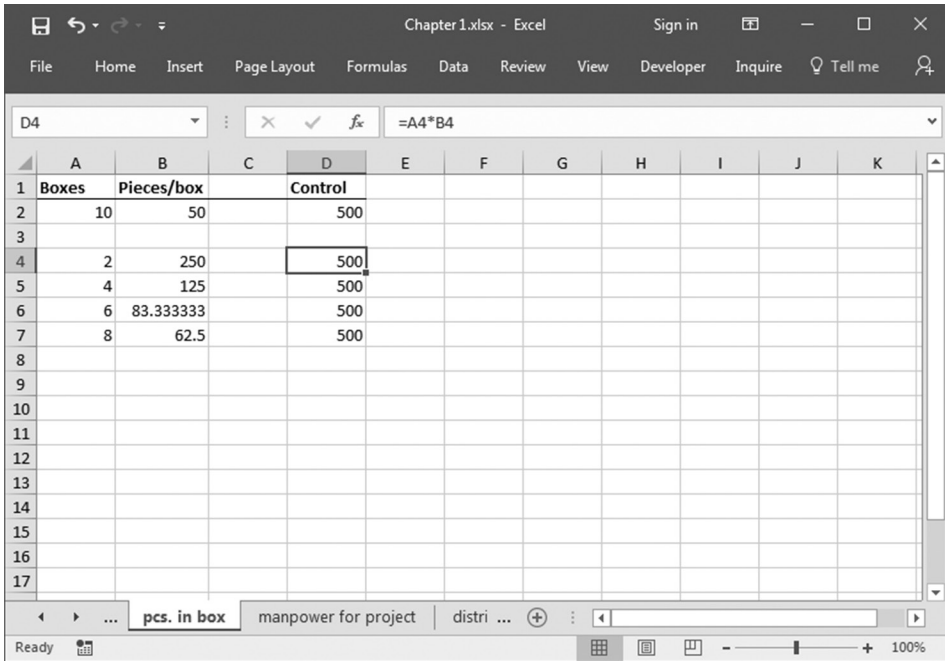 Chapter 1.xlsx - Excel Sign in
File Home Insert Page Layout Formulas Data Review View Developer Inquire Tell me
D4 fx =A4*B4
A B C D E F G H I J K
1 Boxes Pieces/box Control
2 10 50 500
3
4 2 250 500
5 4 125 500
6 6 83.333333 500
7 8 62.5 500
8
9
10
11
12
13
14
15
16
17
... pcs. in box manpower for project distri ...
Ready 100%